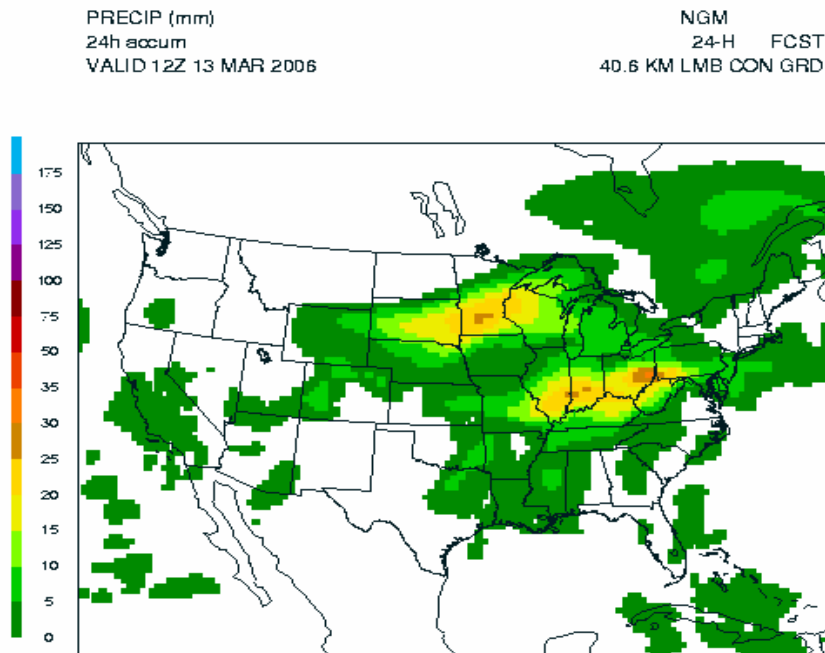 PRECIP (mm)
24h accum
VALID 12Z 13 MAR 2006
NGM
24-H FCST
40.6 KM LMB CON GRD
175
150
125
100
75
50
35
30
25
20
15
10
5
0